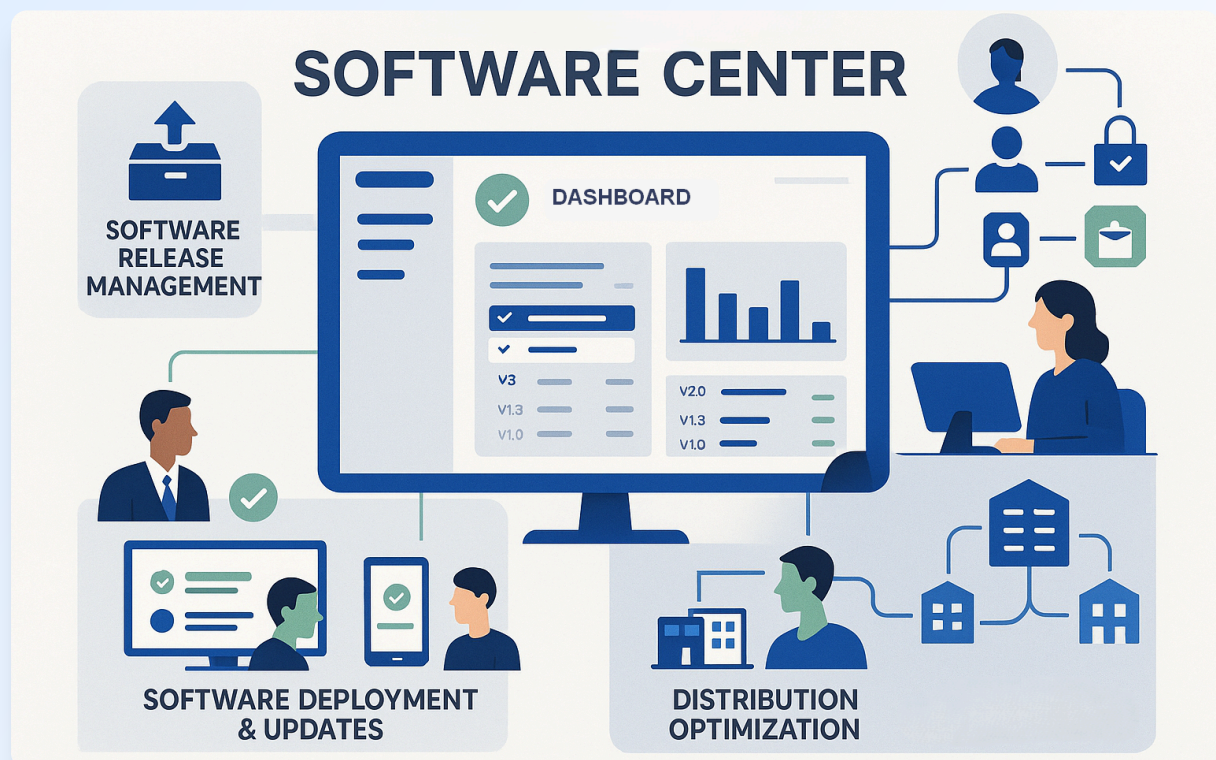 SOFTWARE CENTER
SOFTWARE
RELEASE
MANAGEMENT
DASHBOARD
V3
V1.3
V1.0
V2.0
V1.3
V1.0
SOFTWARE DEPLOYMENT
& UPDATES
DISTRIBUTION
OPTIMIZATION